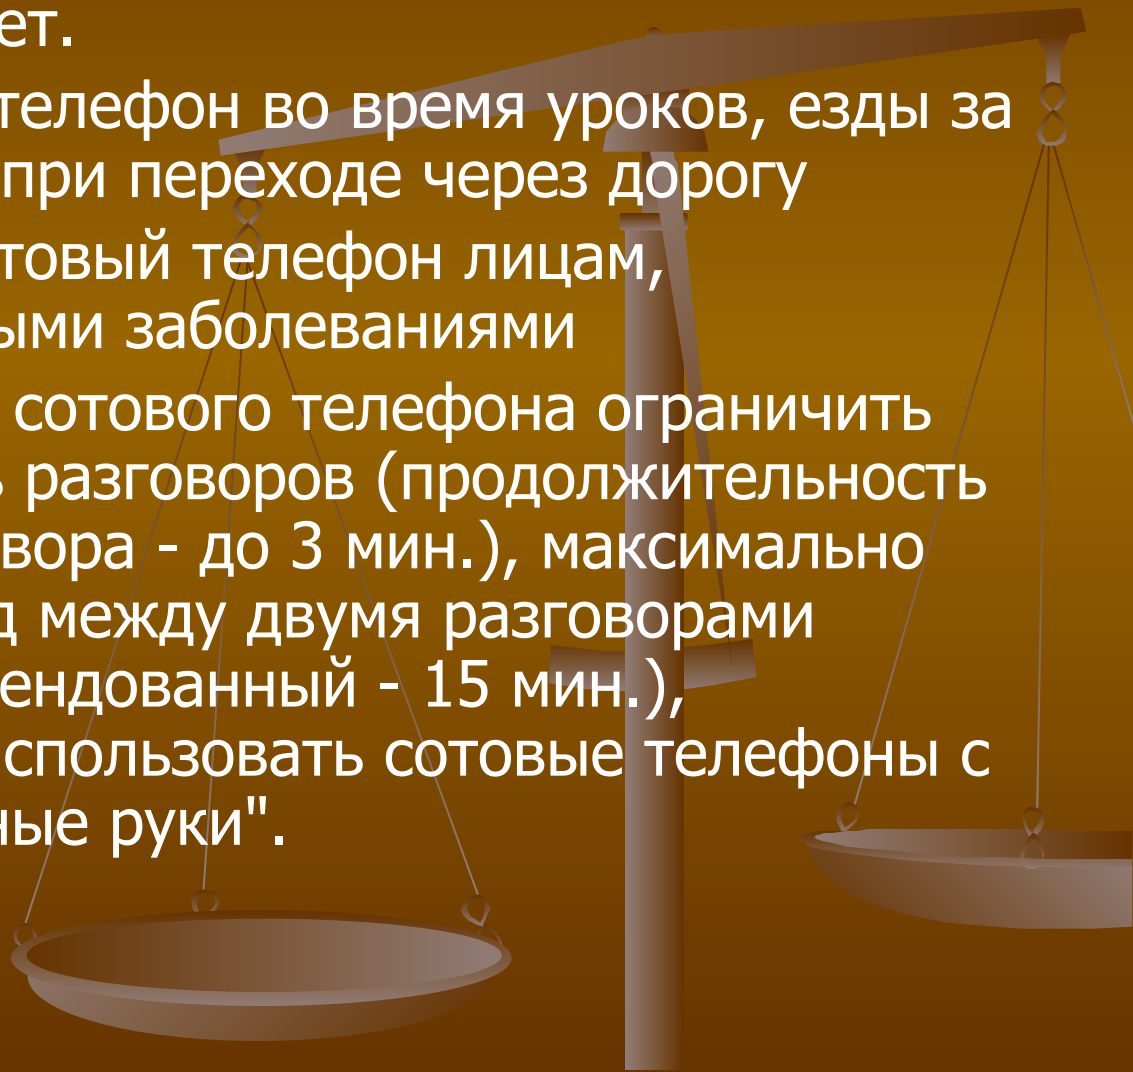 ет.
телефон во время уроков, езды за
при переходе через дорогу
товый телефон лицам,
ыми заболеваниями
сотового телефона ограничить
ь разговоров (продолжительность
вора - до 3 мин.), максимально
д между двумя разговорами
ендованный - 15 мин.),
спользовать сотовые телефоны с
ные руки".